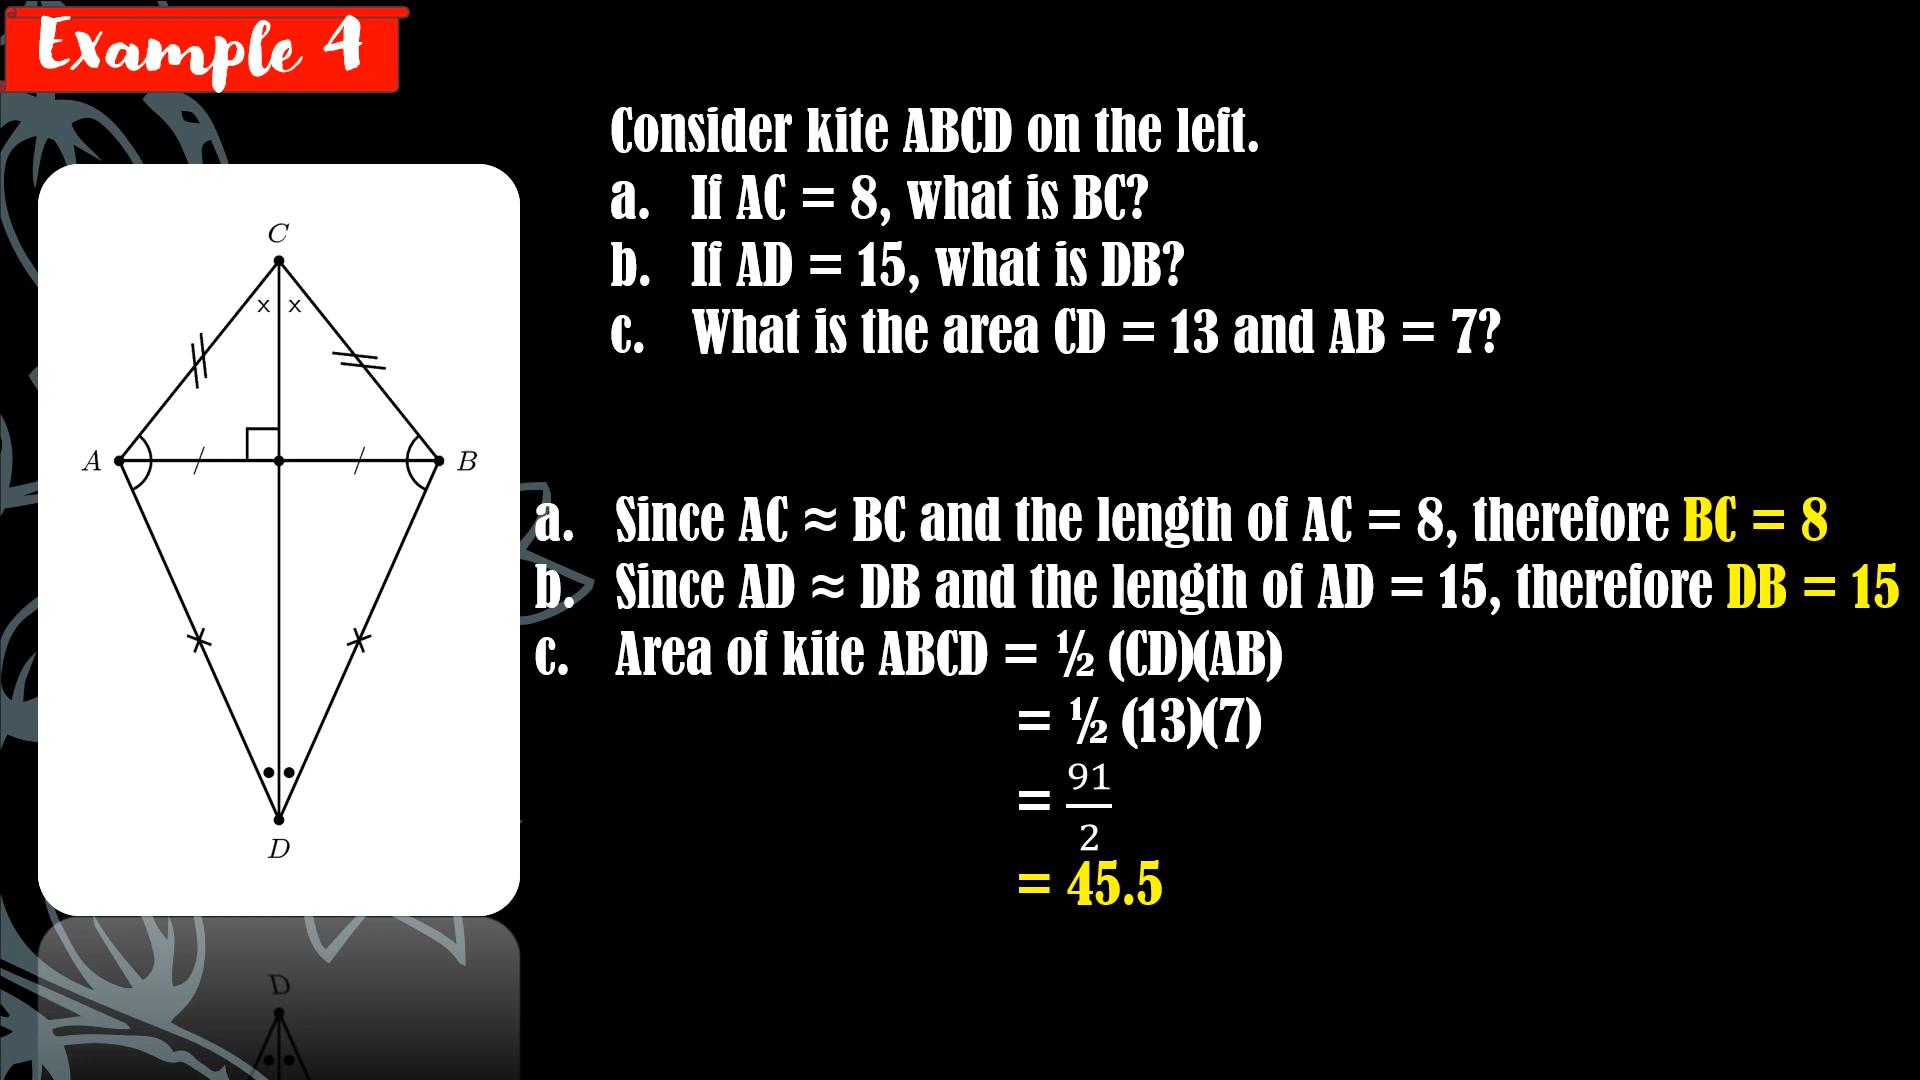 Example 4
Consider kite ABCD on the left.
a. If AC = 8, what is BC?
b. If AD = 15, what is DB?
c. What is the area CD = 13 and AB = 7?
C
x x
A
B
D
a. Since AC ≈ BC and the length of AC = 8, therefore BC = 8
b. Since AD ≈ DB and the length of AD = 15, therefore DB = 15
c. Area of kite ABCD = ½ (CD)(AB)
= ½ (13)(7)
= 91/2
= 45.5
D